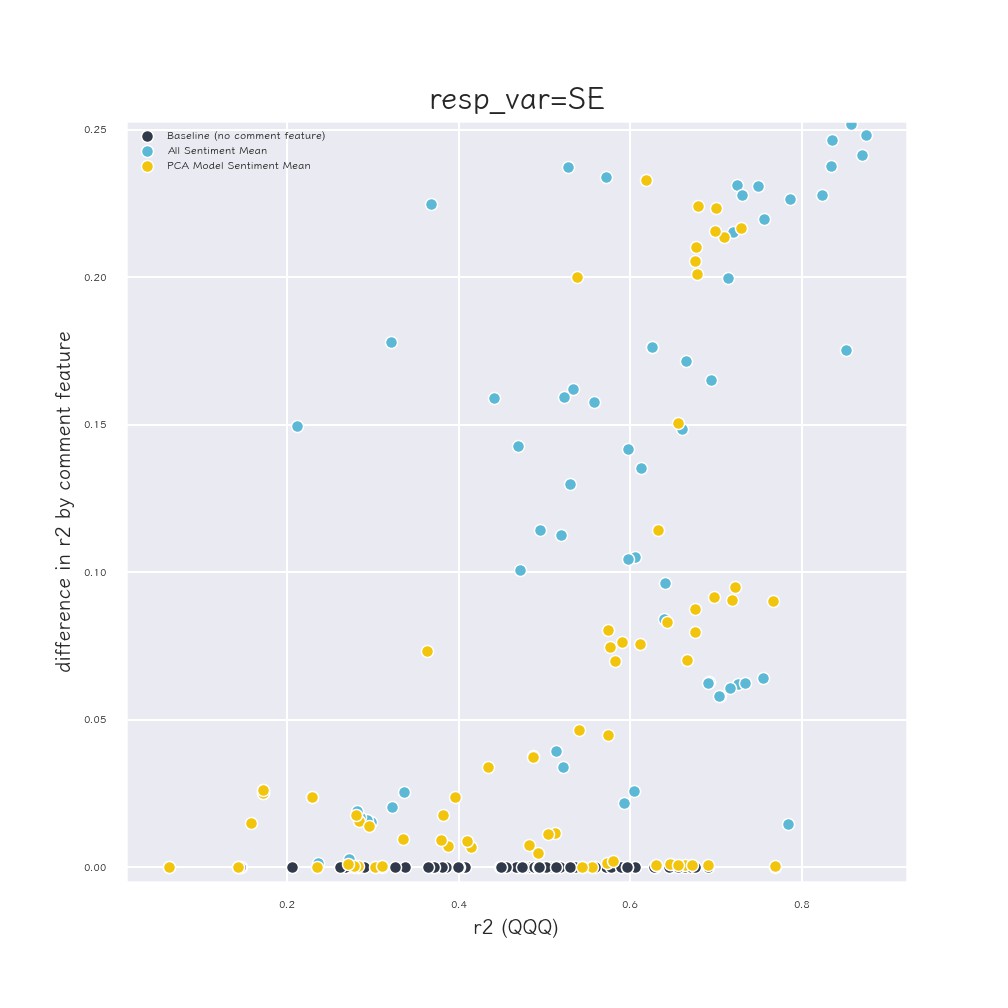 resp_var=SE
0.25
Baseline (no comment feature)
All Sentiment Mean
PCA Model Sentiment Mean
0.20
0.15
0.10
0.05
0.00
difference in r2 by comment feature
0.2 0.4 0.6 0.8
r2 (QQQ)